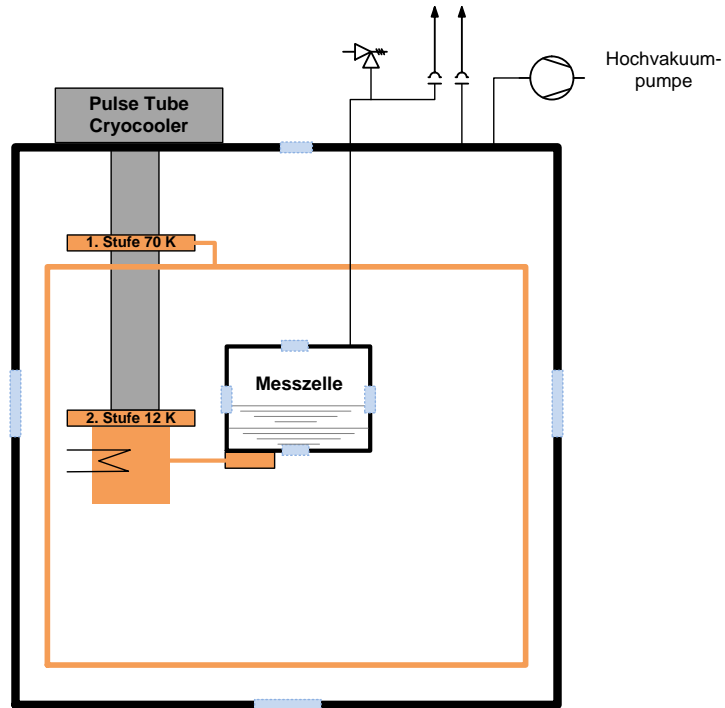 Hochvakuum-
pumpe
Pulse Tube
Cryocooler
1. Stufe 70 K
Messzelle
2. Stufe 12 K